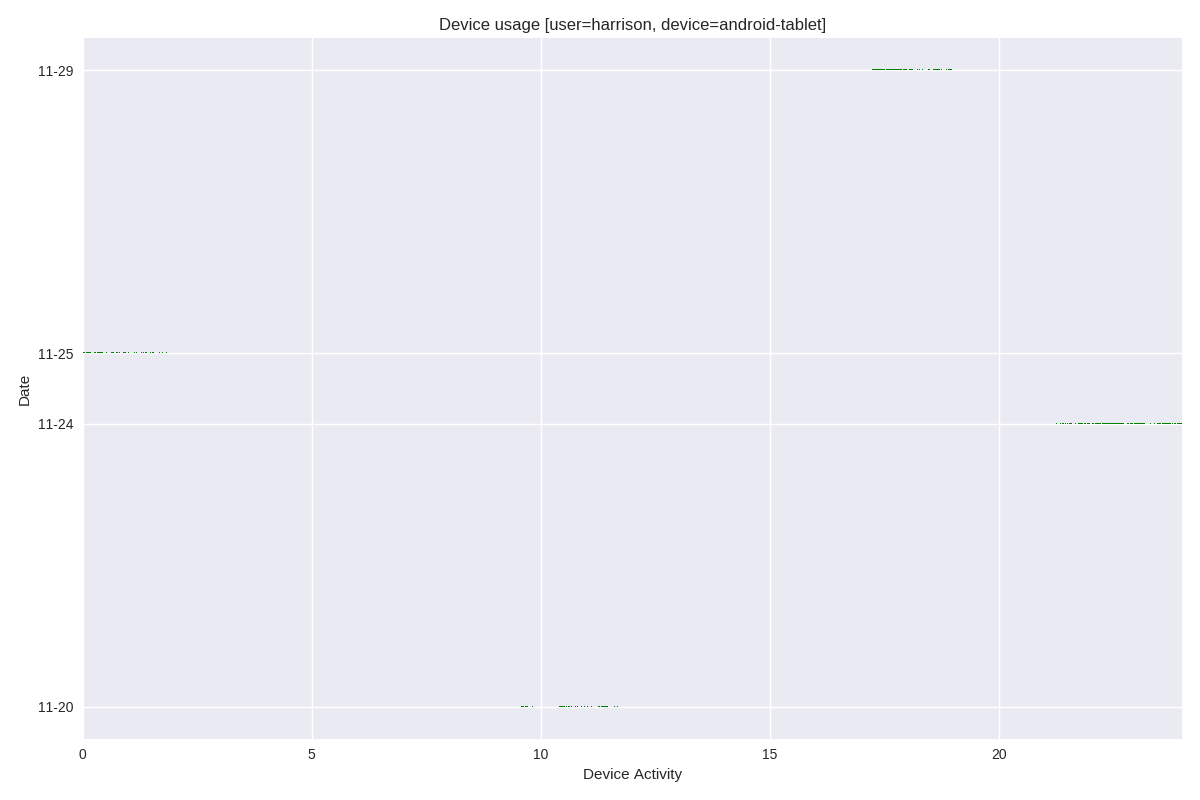 Device usage [user=harrison, device=android-tablet]
11-29
11-25
11-24
11-20
Date
0 5 10 15 20
Device Activity